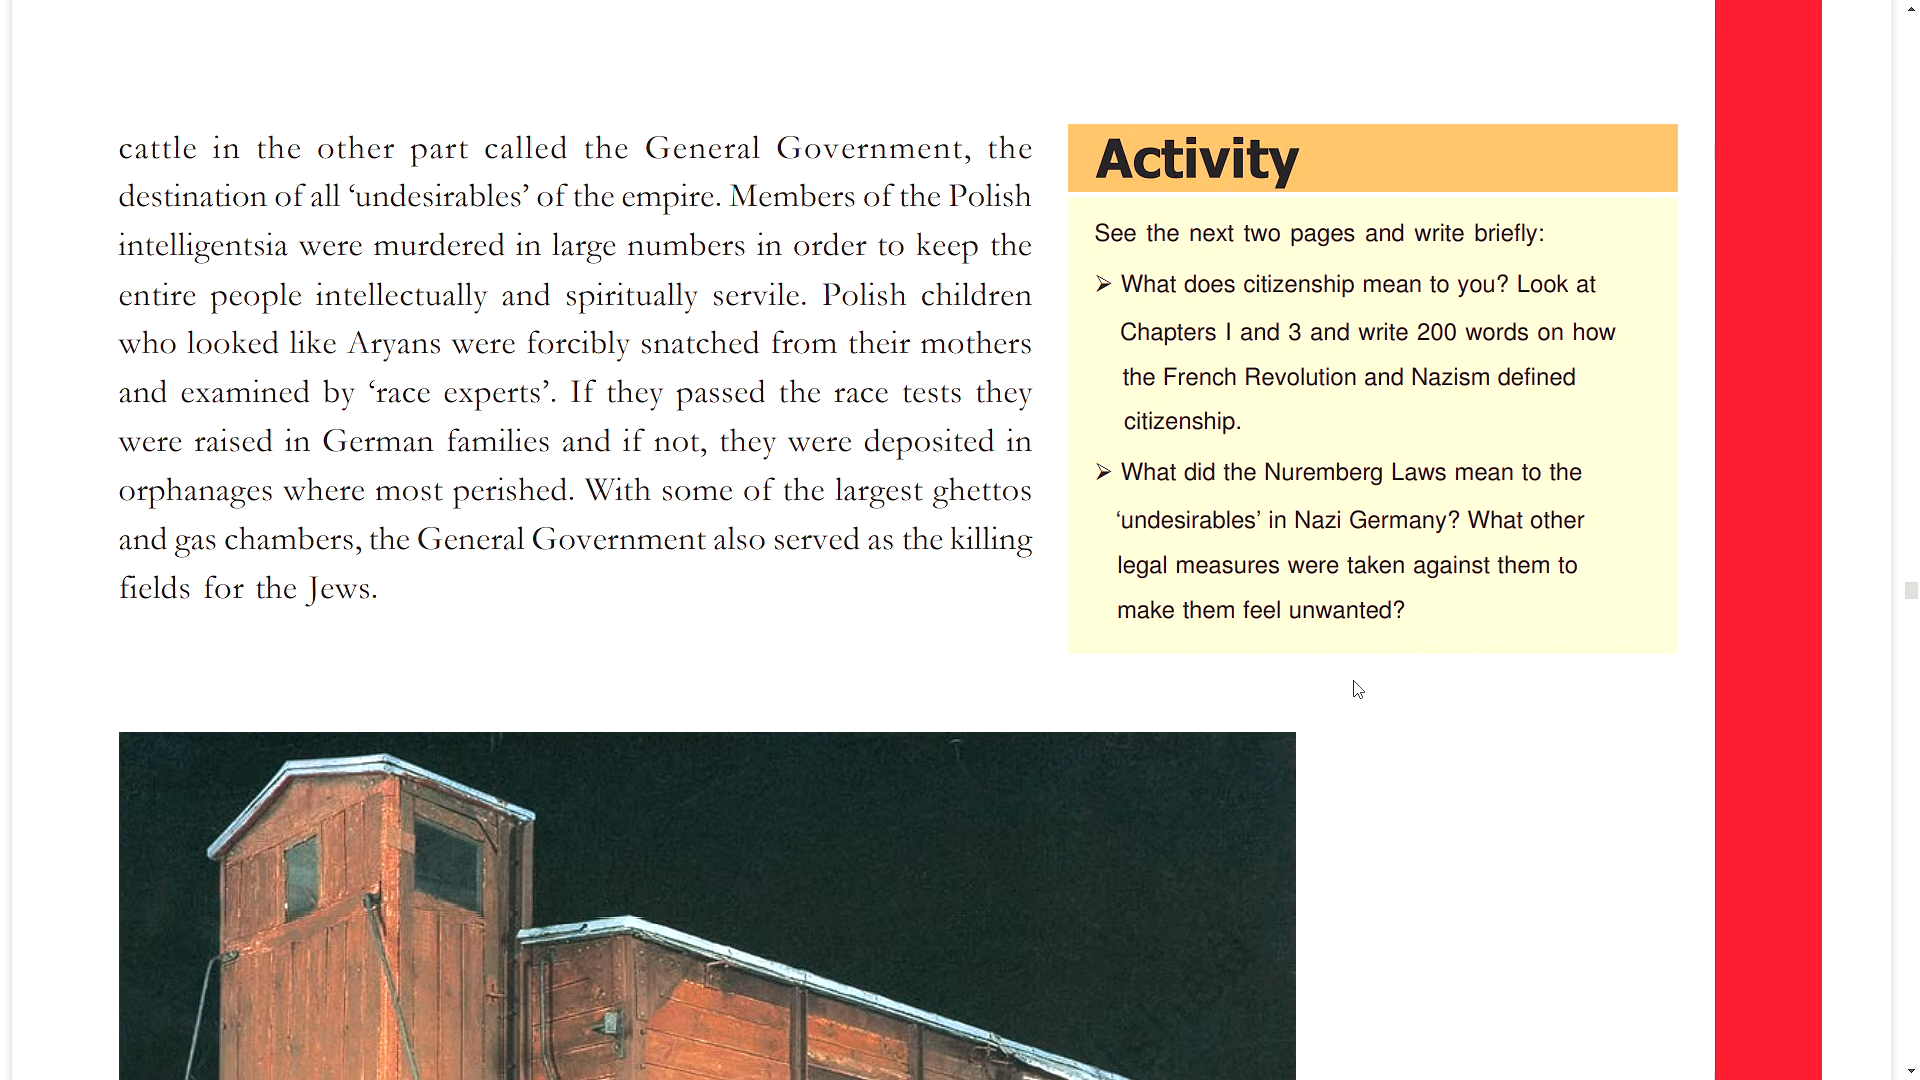 cattle in the other part called the General Government, the
destination of all ‘undesirables’ of the empire. Members of the Polish
intelligentsia were murdered in large numbers in order to keep the
entire people intellectually and spiritually servile. Polish children
who looked like Aryans were forcibly snatched from their mothers
and examined by ‘race experts’. If they passed the race tests they
were raised in German families and if not, they were deposited in
orphanages where most perished. With some of the largest ghettos
and gas chambers, the General Government also served as the killing
fields for the Jews.
Activity
See the next two pages and write briefly:
➢ What does citizenship mean to you? Look at
Chapters I and 3 and write 200 words on how
the French Revolution and Nazism defined
citizenship.
➢ What did the Nuremberg Laws mean to the
‘undesirables’ in Nazi Germany? What other
legal measures were taken against them to
make them feel unwanted?